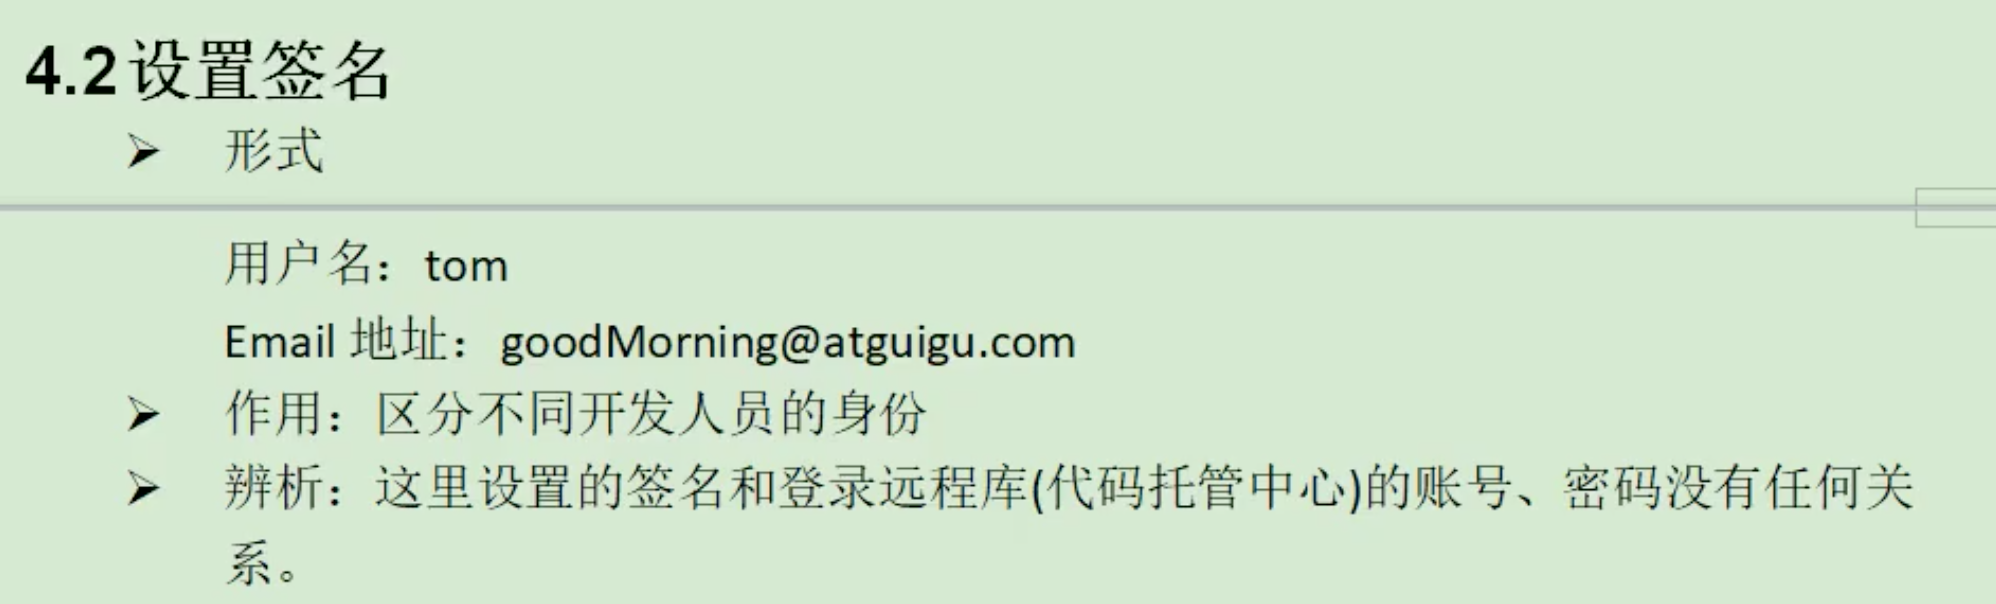 4.2设置签名
➢ 形式
用户名：tom
Email 地址：goodMorning@atguigu.com
➢ 作用：区分不同开发人员的身份
➢ 辨析：这里设置的签名和登录远程库(代码托管中心)的账号、密码没有任何关
系。